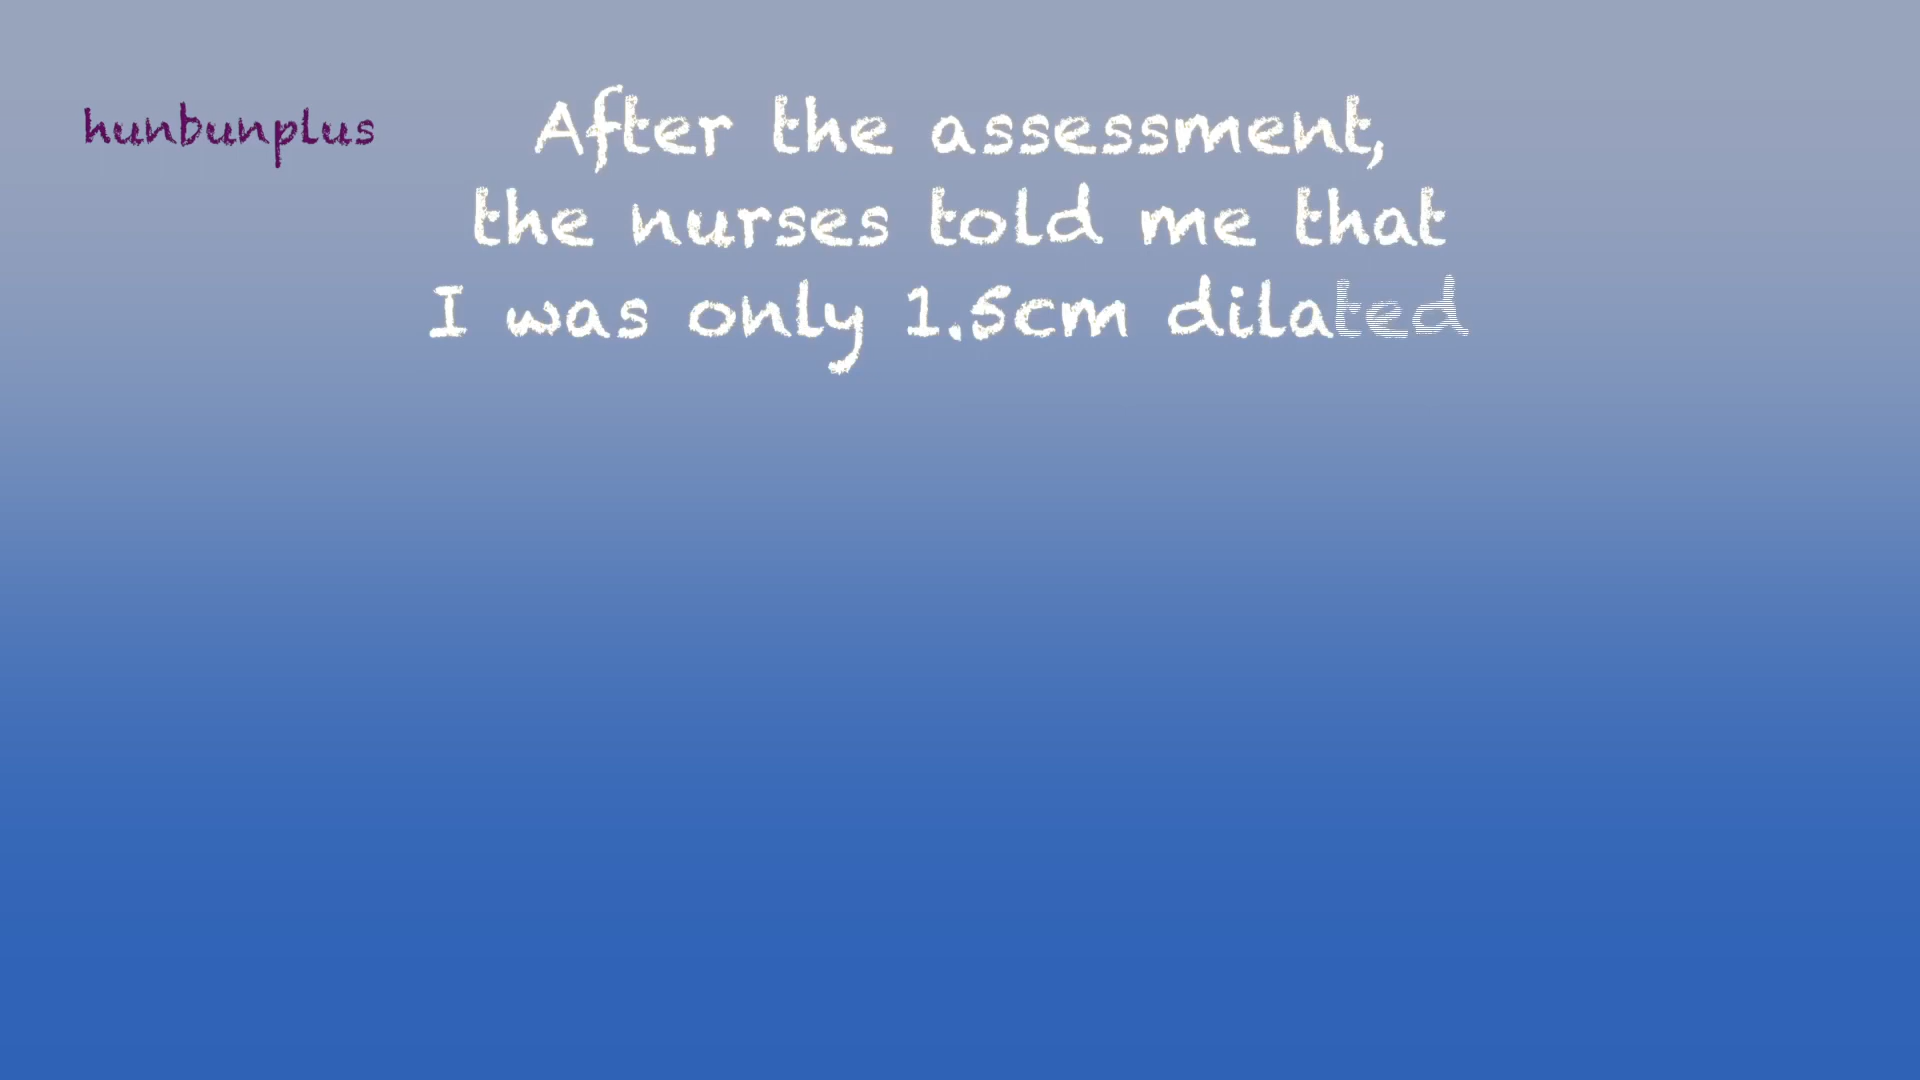 hunbunplus
After the assessment,
the nurses told me that
I was only 1.5cm dilated